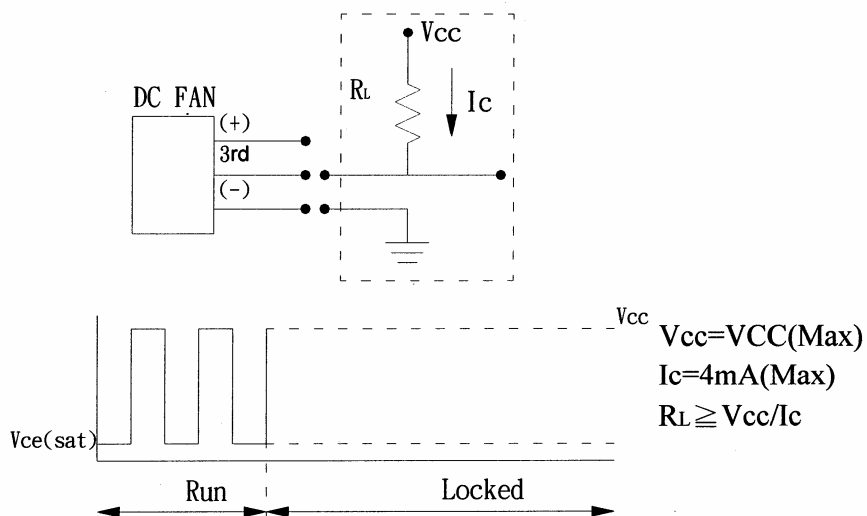 Vcc
RL
Ic
DC FAN
(+)
3rd
(-)
Vcc
Vcc=VCC(Max)
Ic=4mA(Max)
RL≧Vcc/Ic
Vce(sat)
Run
Locked